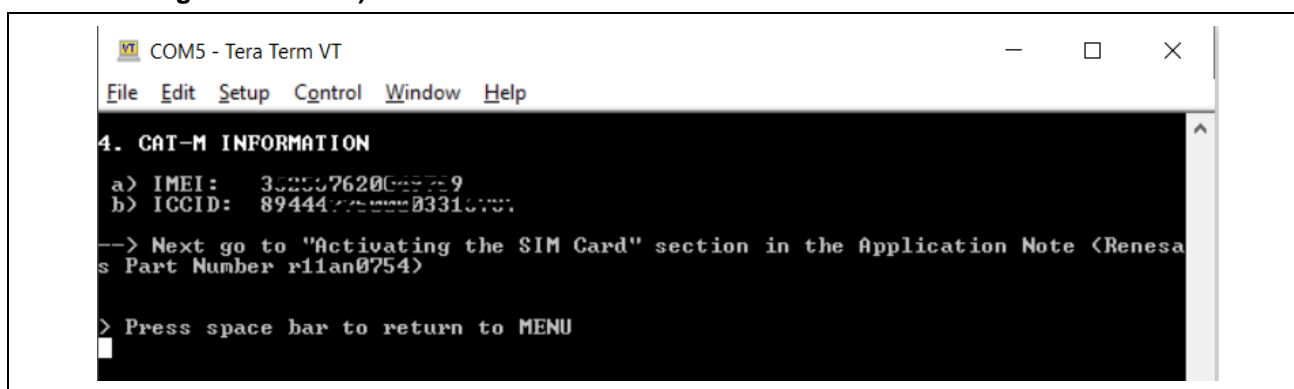 COM5 - Tera Term VT
File Edit Setup Control Window Help
4. CAT-M INFORMATION
a) IMEI:
b) ICCID:
--> Next go to "Activating the SIM Card" section in the Application Note (Renesa
s Part Number r11an0754)
> Press space bar to return to MENU